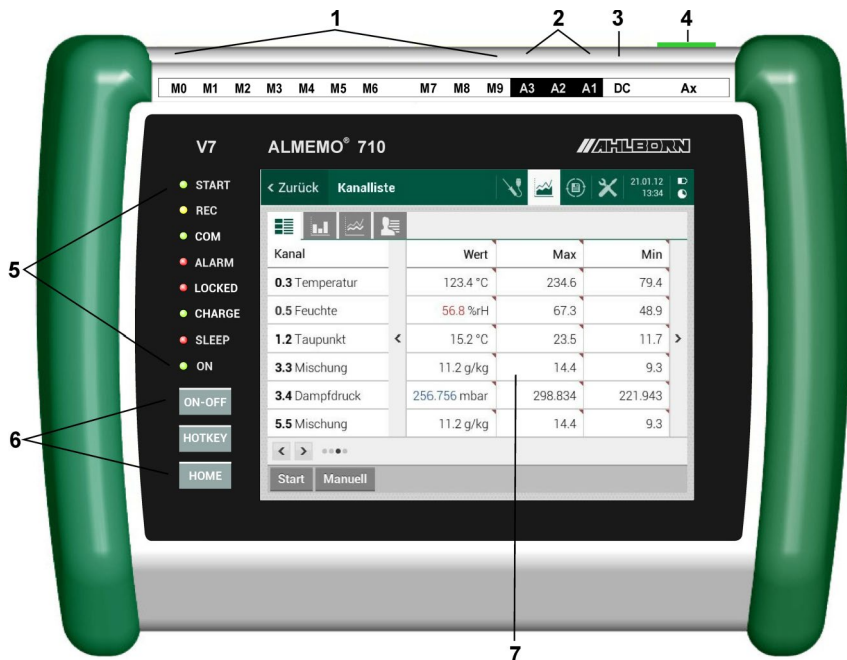 1 2 3 4
M0 M1 M2 M3 M4 M5 M6 M7 M8 M9 A3 A2 A1 DC Ax
V7 ALMEMO® 710 AHLBORN
START
REC
COM
ALARM
LOCKED
CHARGE
SLEEP
ON
5
ON-OFF
HOTKEY
HOME
6
< Zurück Kanalliste 21.01.12
13:34
Kanal Wert Max Min
0.3 Temperatur 123.4 °C 234.6 79.4
0.5 Feuchte 56.8 %rH 67.3 48.9
1.2 Taupunkt < 15.2 °C 23.5 11.7 >
3.3 Mischung 11.2 g/kg 14.4 9.3
3.4 Dampfdruck 256.756 mbar 298.834 221.943
5.5 Mischung 11.2 g/kg 14.4 9.3
< >
Start Manuell
7